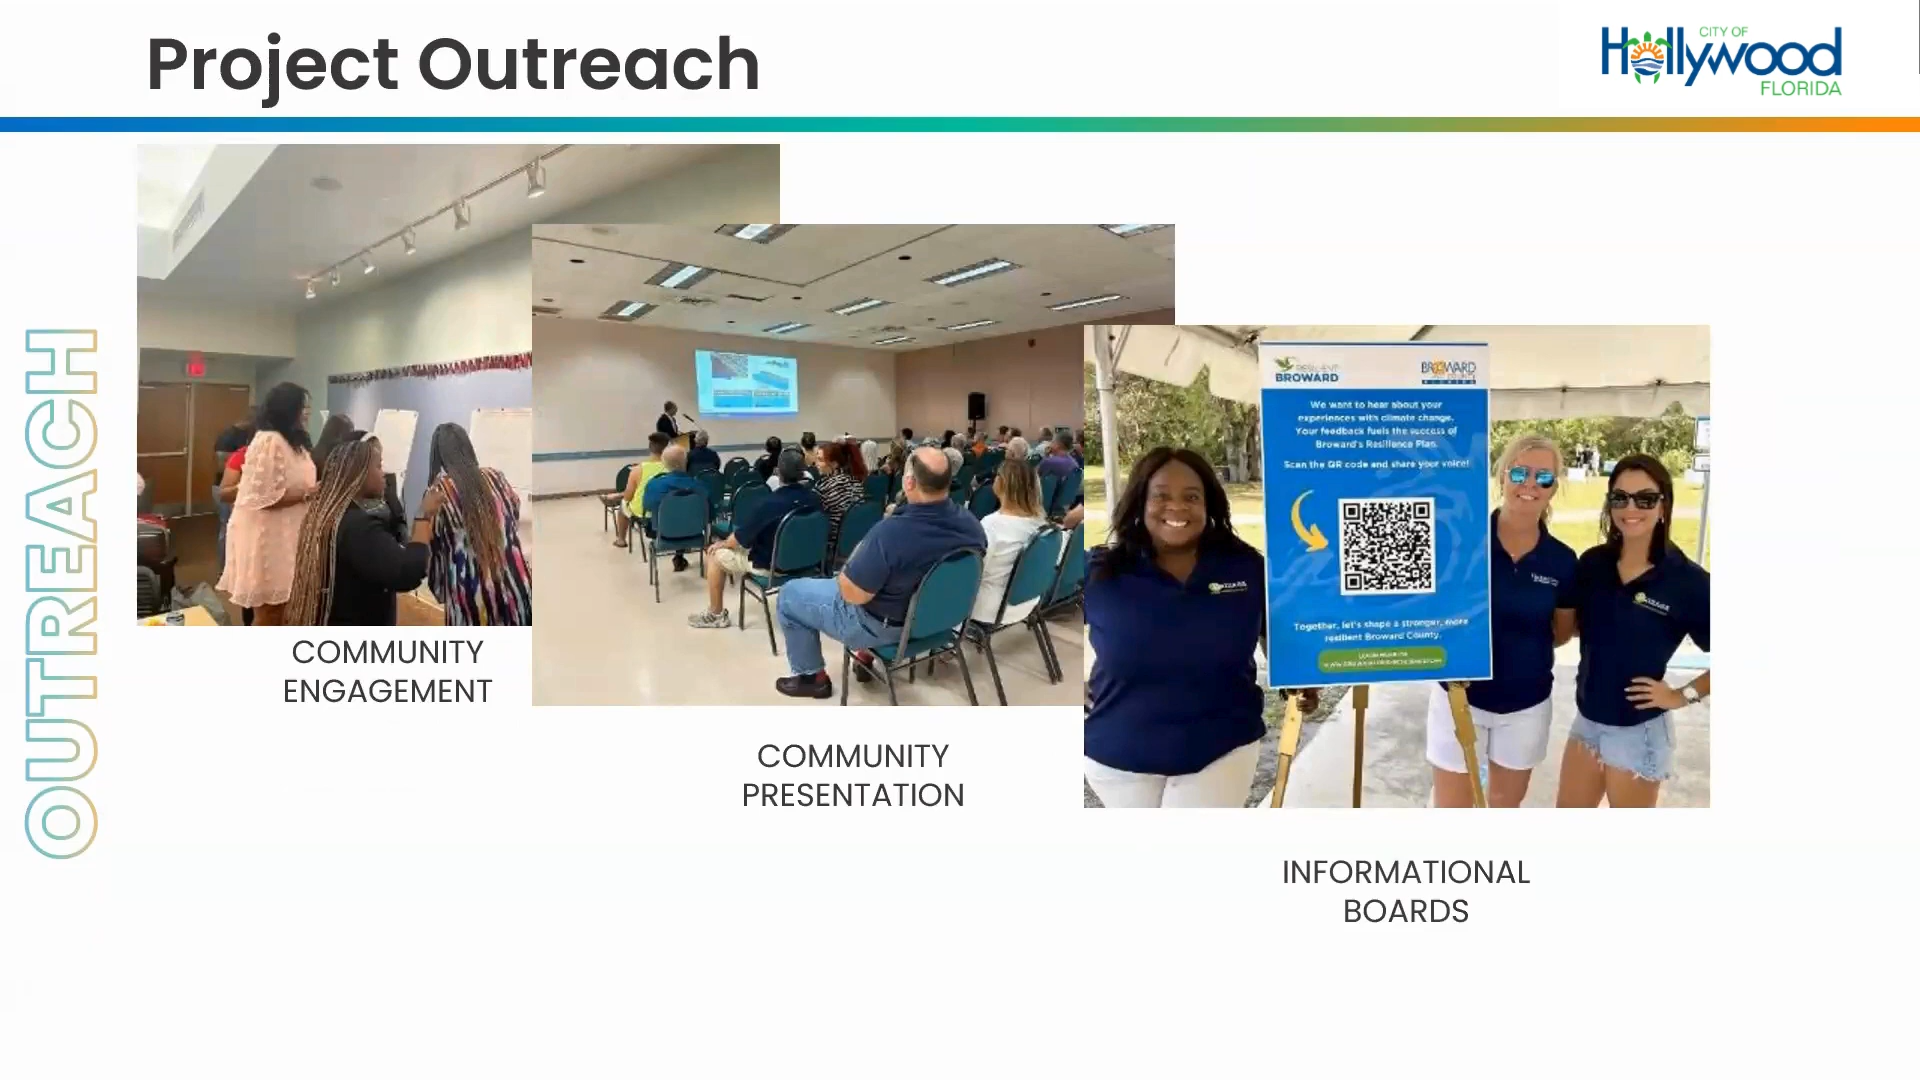 Project Outreach
CITY OF
Hollywood
FLORIDA
OUTREACH
COMMUNITY
ENGAGEMENT
COMMUNITY
PRESENTATION
RESILIENT
BROWARD
BROWARD
FLORIDA
We want to hear about your
experiences with climate change.
Your feedback fuels the success of
Broward's Resilience Plan.
Scan the QR code and share your voice!
Together, let's shape a stronger, more
resilient Broward County.
INFORMATIONAL
BOARDS